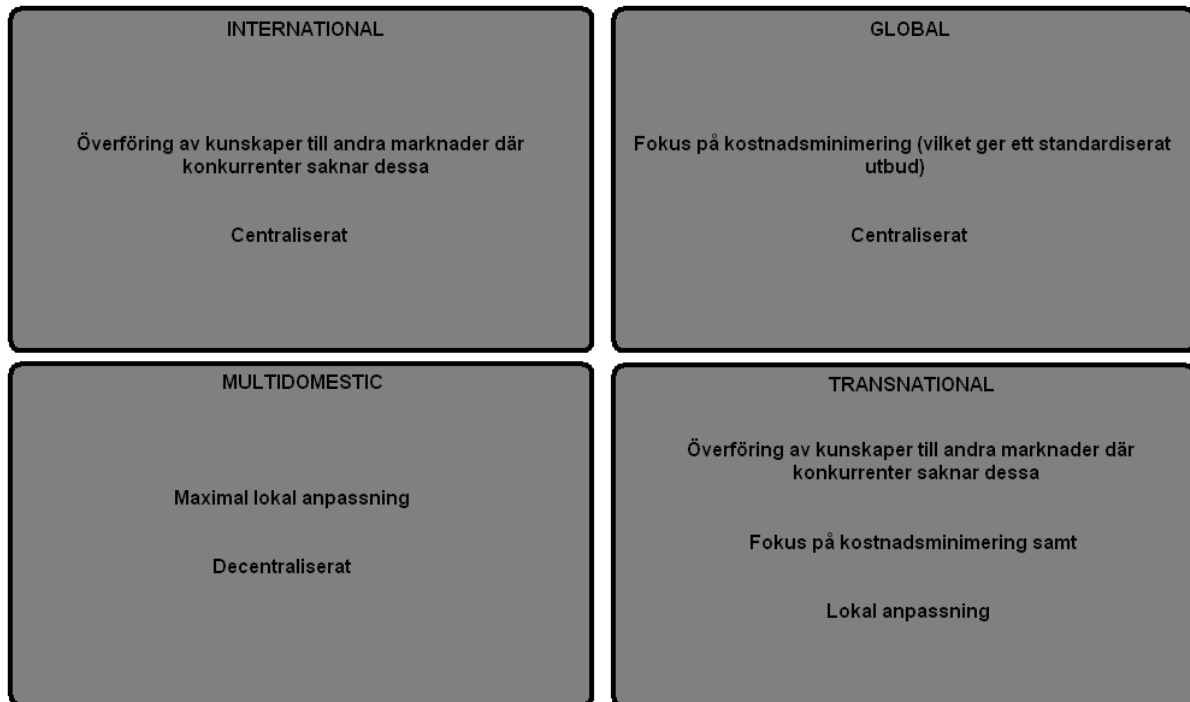 INTERNATIONAL
Överföring av kunskaper till andra marknader där
konkurrenter saknar dessa
Centraliserat
GLOBAL
Fokus på kostnadsminimering (vilket ger ett standardiserat
utbud)
Centraliserat
MULTIDOMESTIC
Maximal lokal anpassning
Decentraliserat
TRANSNATIONAL
Överföring av kunskaper till andra marknader där
konkurrenter saknar dessa
Fokus på kostnadsminimering samt
Lokal anpassning